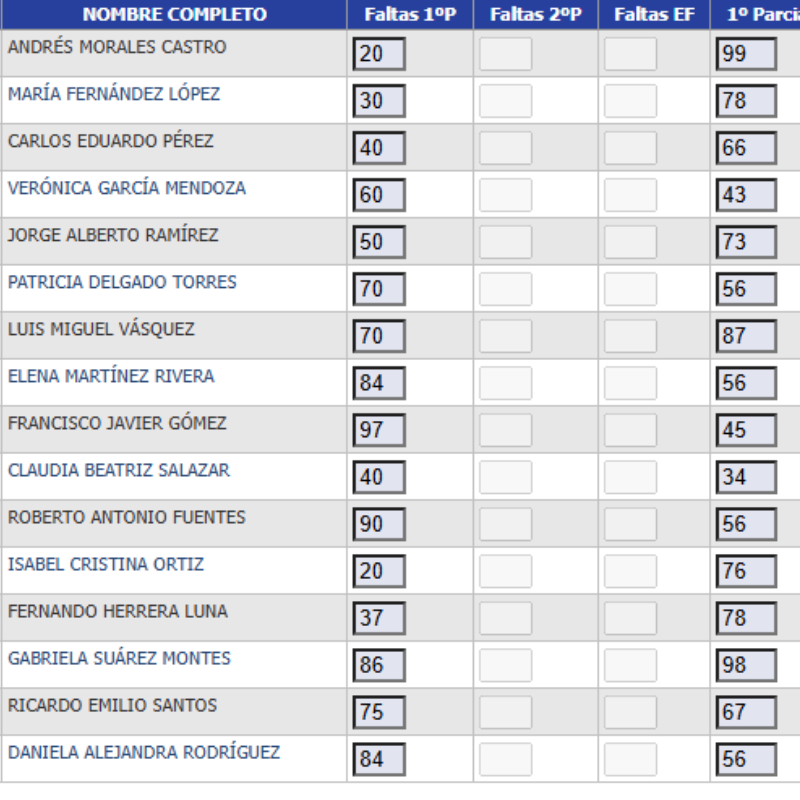 NOMBRE COMPLETO Faltas 1ºP Faltas 2ºP Faltas EF 1º Parcia
ANDRÉS MORALES CASTRO 20 99
MARÍA FERNÁNDEZ LÓPEZ 30 78
CARLOS EDUARDO PÉREZ 40 66
VERÓNICA GARCÍA MENDOZA 60 43
JORGE ALBERTO RAMÍREZ 50 73
PATRICIA DELGADO TORRES 70 56
LUIS MIGUEL VÁSQUEZ 70 87
ELENA MARTÍNEZ RIVERA 84 56
FRANCISCO JAVIER GÓMEZ 97 45
CLAUDIA BEATRIZ SALAZAR 40 34
ROBERTO ANTONIO FUENTES 90 56
ISABEL CRISTINA ORTIZ 20 76
FERNANDO HERRERA LUNA 37 78
GABRIELA SUÁREZ MONTES 86 98
RICARDO EMILIO SANTOS 75 67
DANIELA ALEJANDRA RODRÍGUEZ 84 56